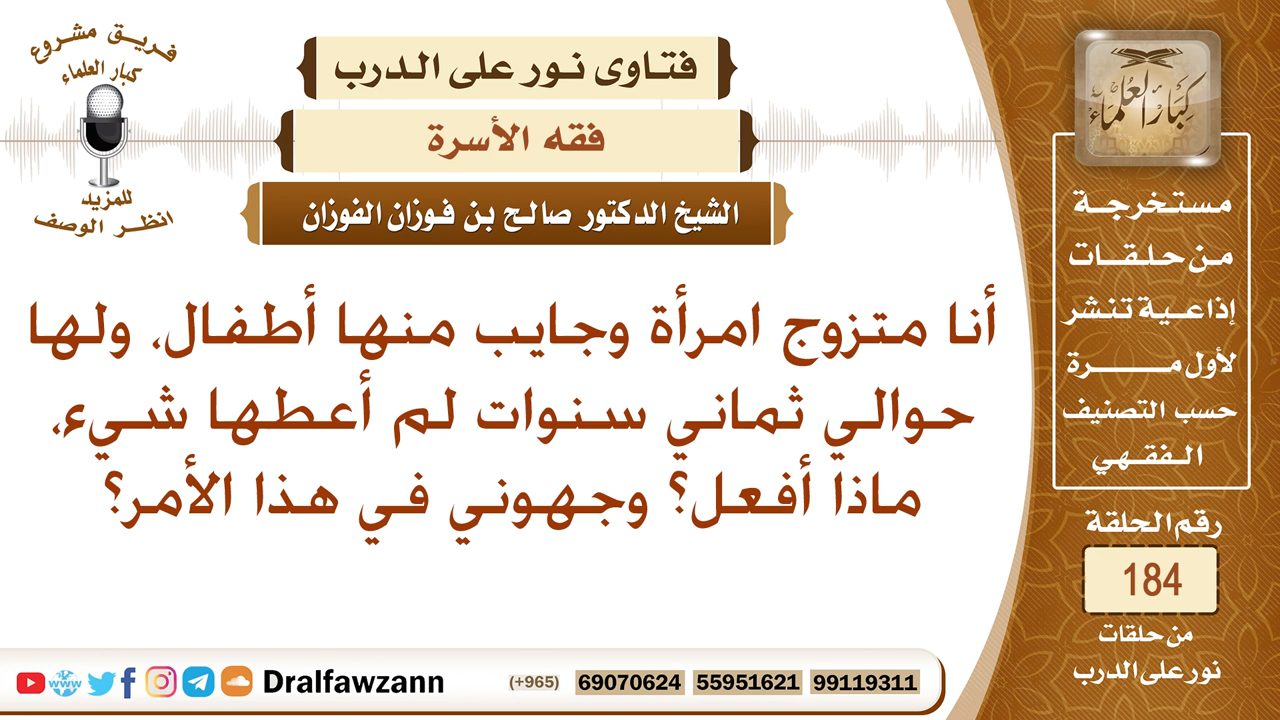 فريق مشروع
كبار العلماء
للمزيد
انظر الوصف
فتاوى نور على الدرب
فقه الأسرة
الشيخ الدكتور صالح بن فوزان الفوزان
أنا متزوج امرأة وجايب منها أطفال، ولها
حوالي ثماني سنوات لم أعطها شيء،
ماذا أفعل؟ وجهوني في هذا الأمر؟
كبار العلماء
مستخرجة
من حلقات
إذاعية تنشر
لأول مرة
حسب التصنيف
الفقهي
رقم الحلقة
184
من حلقات
نور على الدرب
www
Dralfawzann
(+965) 69070624 55951621 99119311